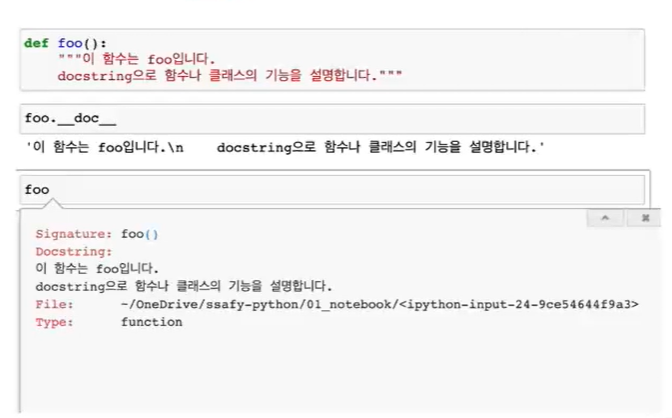 def foo():
    """이 함수는 foo입니다.
    docstring으로 함수나 클래스의 기능을 설명합니다."""
foo.__doc__
'이 함수는 foo입니다.\n    docstring으로 함수나 클래스의 기능을 설명합니다.'
foo
Signature: foo()
Docstring:
이 함수는 foo입니다.
docstring으로 함수나 클래스의 기능을 설명합니다.
File:      ~/OneDrive/ssafy-python/01_notebook/<ipython-input-24-9ce54644f9a3>
Type:      function